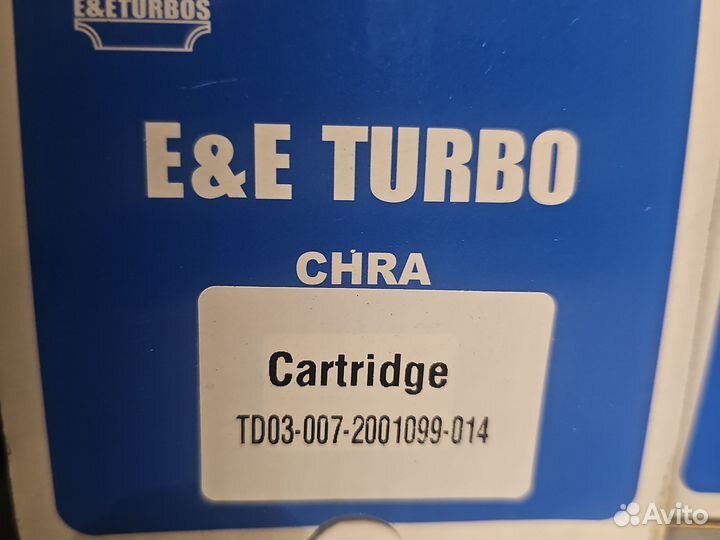 E&ETURBOS
E&E TURBO
CHRA
Cartridge
TD03-007-2001099-014
Avito